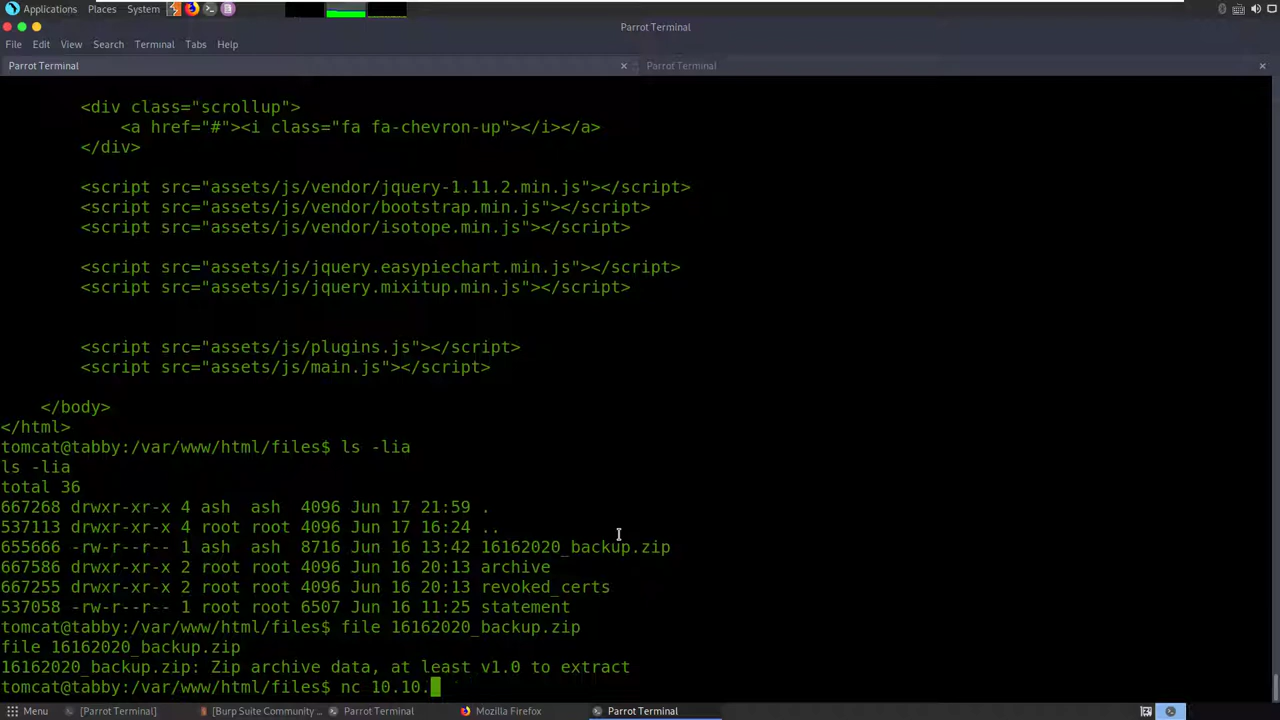 Applications Places System
Parrot Terminal
File Edit View Search Terminal Tabs Help
Parrot Terminal × Parrot Terminal ×
<div class="scrollup">
<a href="#"><i class="fa fa-chevron-up"></i></a>
</div>
<script src="assets/js/vendor/jquery-1.11.2.min.js"></script>
<script src="assets/js/vendor/bootstrap.min.js"></script>
<script src="assets/js/vendor/isotope.min.js"></script>
<script src="assets/js/jquery.easypiechart.min.js"></script>
<script src="assets/js/jquery.mixitup.min.js"></script>
<script src="assets/js/plugins.js"></script>
<script src="assets/js/main.js"></script>
</body>
</html>
tomcat@tabby:/var/www/html/files$ ls -lia
ls -lia
total 36
667268 drwxr-xr-x 4 ash  ash  4096 Jun 17 21:59 .
537113 drwxr-xr-x 4 root root 4096 Jun 17 16:24 ..
655666 -rw-r--r-- 1 ash  ash  8716 Jun 16 13:42 16162020_backup.zip
667586 drwxr-xr-x 2 root root 4096 Jun 16 20:13 archive
667255 drwxr-xr-x 2 root root 4096 Jun 16 20:13 revoked_certs
537058 -rw-r--r-- 1 root root 6507 Jun 16 11:25 statement
tomcat@tabby:/var/www/html/files$ file 16162020_backup.zip
file 16162020_backup.zip
16162020_backup.zip: Zip archive data, at least v1.0 to extract
tomcat@tabby:/var/www/html/files$ nc 10.10.
Menu [Parrot Terminal] [Burp Suite Community ... Parrot Terminal Mozilla Firefox Parrot Terminal